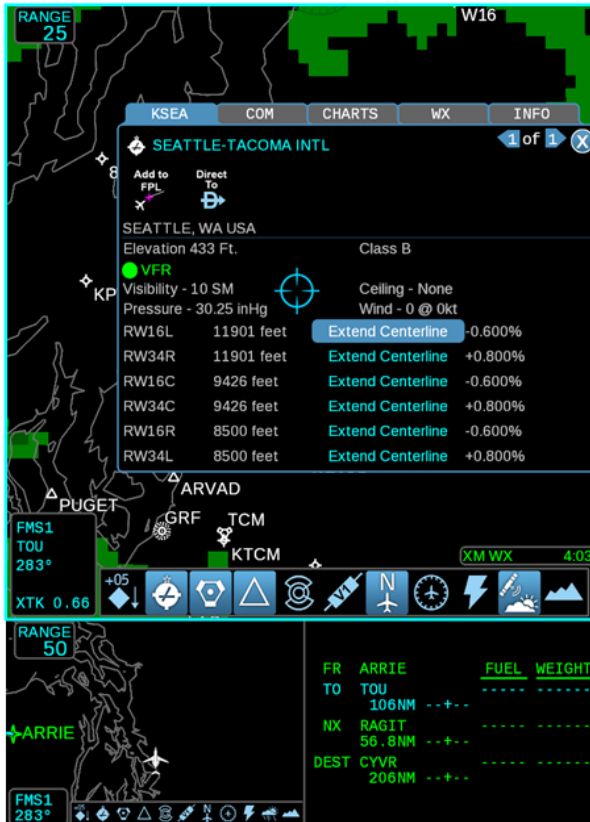 RANGE
25
W16
KSEA COM CHARTS WX INFO
SEATTLE-TACOMA INTL
1 of 1 X
Add to
FPL
Direct
To
D
SEATTLE, WA USA
Elevation 433 Ft. Class B
VFR
Visibility - 10 SM Ceiling - None
Pressure - 30.25 inHg Wind - 0 @ 0kt
RW16L 11901 feet Extend Centerline -0.600%
RW34R 11901 feet Extend Centerline +0.800%
RW16C 9426 feet Extend Centerline -0.600%
RW34C 9426 feet Extend Centerline +0.800%
RW16R 8500 feet Extend Centerline -0.600%
RW34L 8500 feet Extend Centerline +0.800%
8
KP
ARVAD
PUGET
GRF
TCM
KTCM
FMS1
TOU
283°
XTK 0.66
XM WX 4:03
+05
V1
N
RANGE
50
ARRIE
FMS1
283°
FR ARRIE FUEL WEIGHT
TO TOU ----- ------
106NM --+--
NX RAGIT ----- ------
56.8NM --+--
DEST CYVR ----- ------
206NM --+--